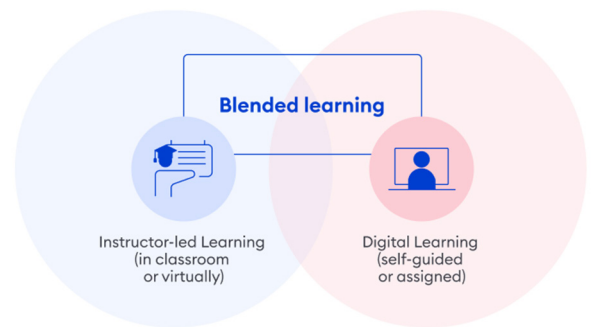 Blended learning
Instructor-led Learning
(in classroom
or virtually)
Digital Learning
(self-guided
or assigned)